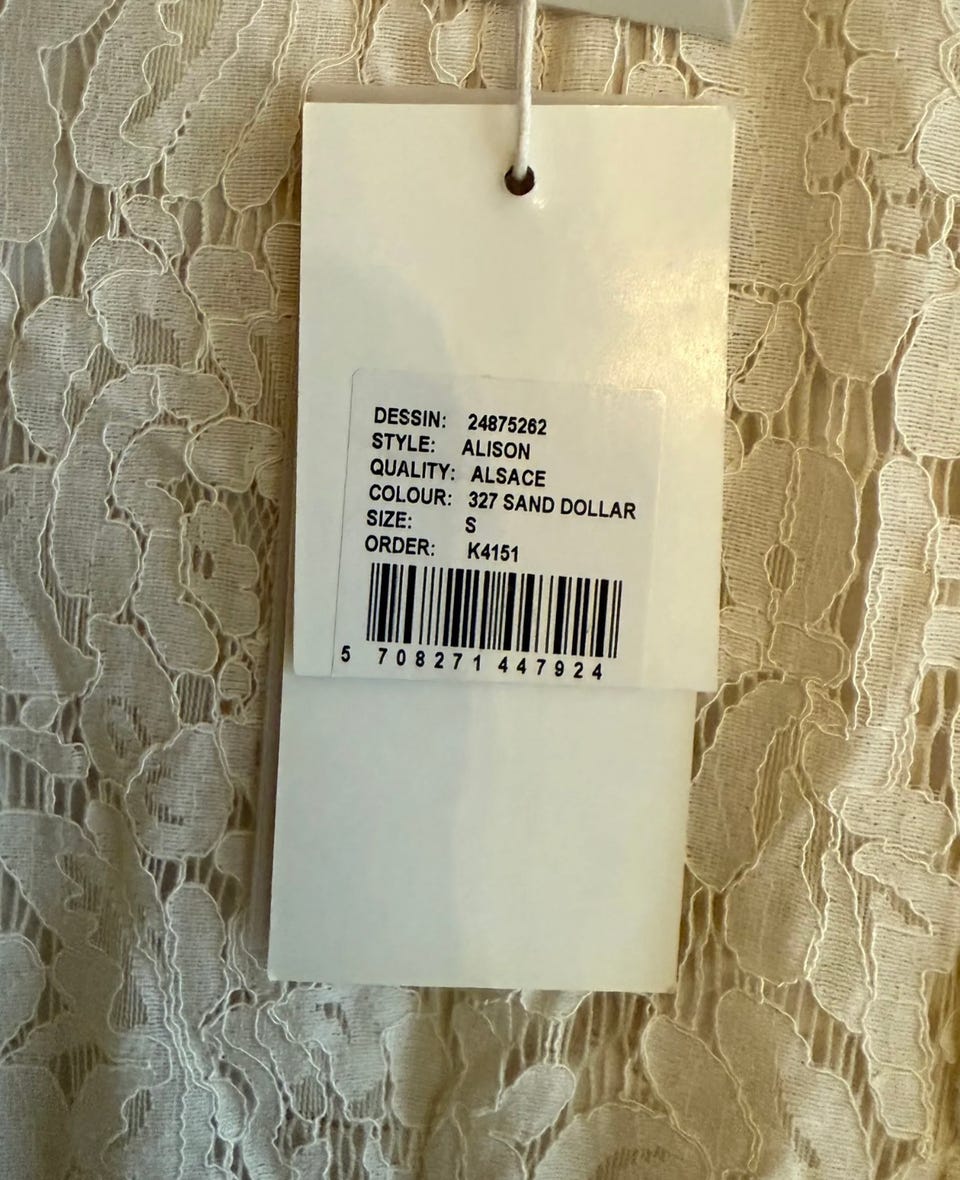 DESSIN: 24875262
STYLE: ALISON
QUALITY: ALSACE
COLOUR: 327 SAND DOLLAR
SIZE: S
ORDER: K4151
5 708271 447924